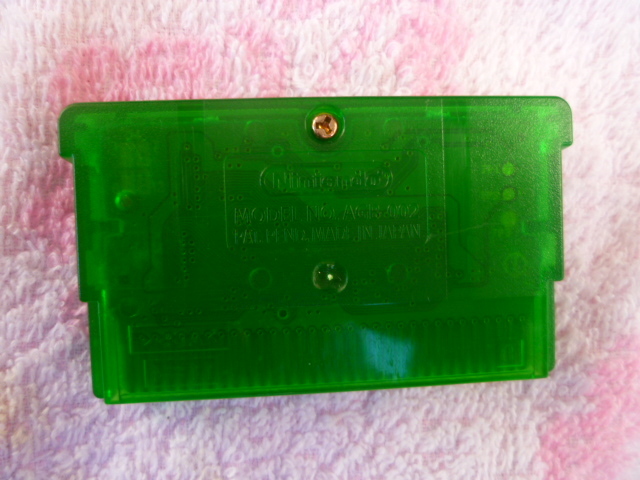 Nintendo
MODEL NO. AGB-002
PAT. PEND. MADE IN JAPAN